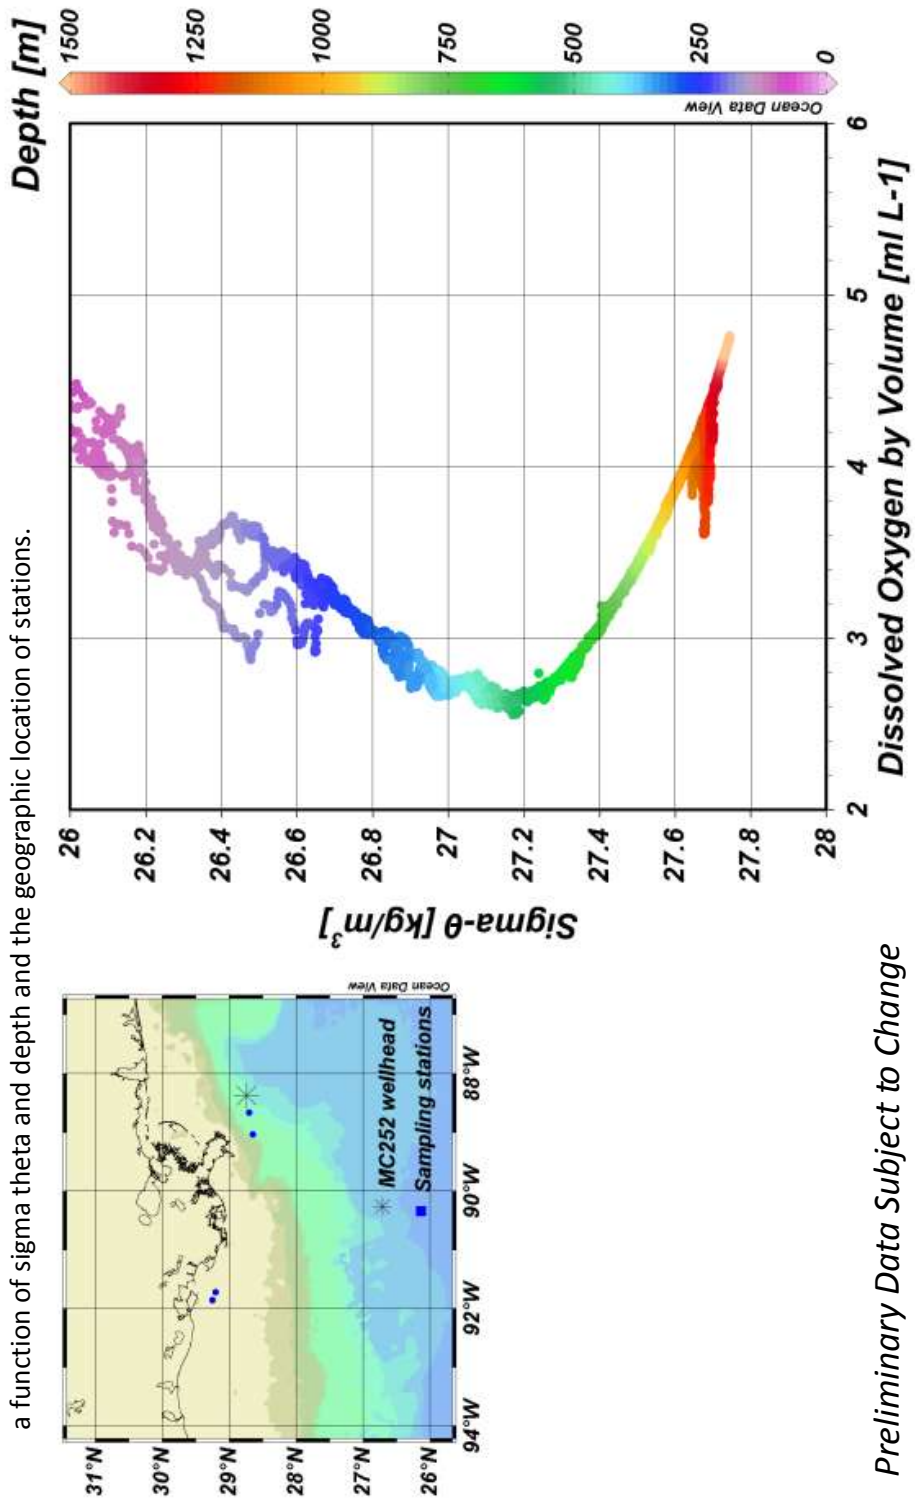 a function of sigma theta and depth and the geographic location of stations.
31°N
30°N
29°N
28°N
27°N
26°N
94°W
92°W
90°W
88°W
MC252 wellhead
Sampling stations
Ocean Data View
Sigma-θ [kg/m³]
26
26.2
26.4
26.6
26.8
27
27.2
27.4
27.6
27.8
28
2
3
4
5
6
Dissolved Oxygen by Volume [ml L-1]
Ocean Data View
Depth [m]
1500
1250
1000
750
500
250
0
Preliminary Data Subject to Change